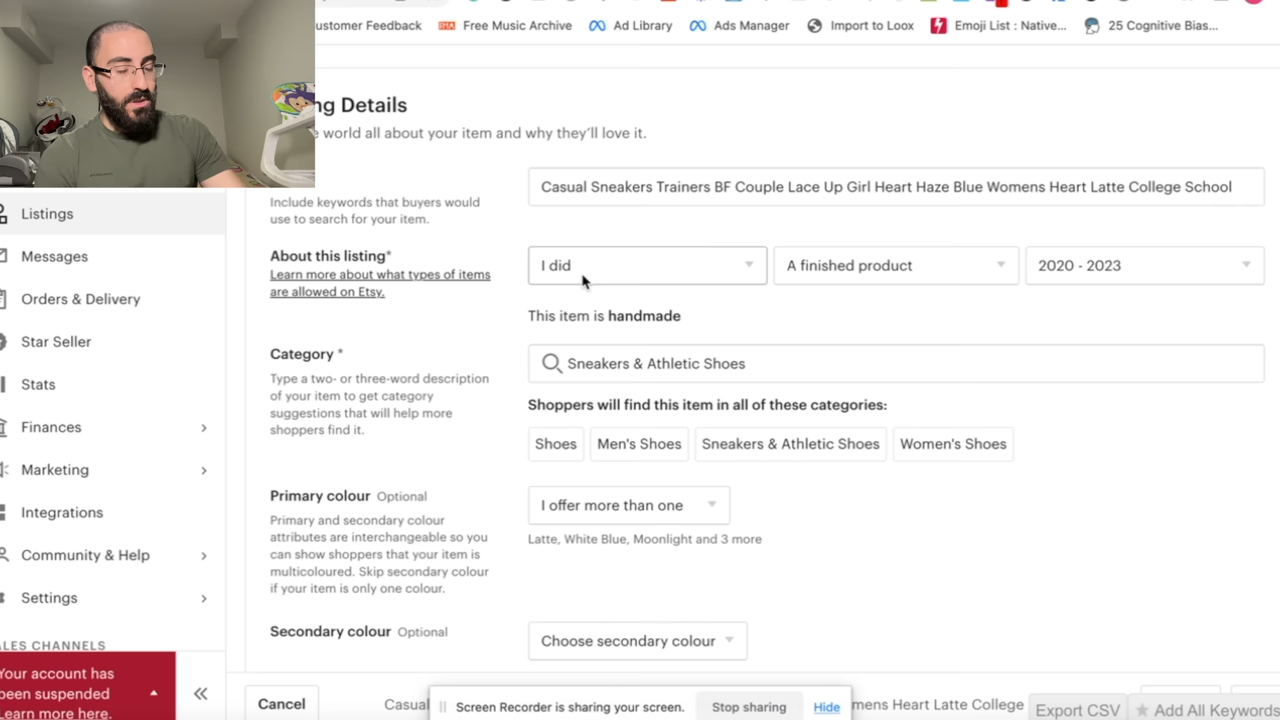 ustomer Feedback Free Music Archive Ad Library Ads Manager Import to Loox Emoji List : Native... 25 Cognitive Bias...
ng Details
world all about your item and why they'll love it.
Casual Sneakers Trainers BF Couple Lace Up Girl Heart Haze Blue Womens Heart Latte College School
Include keywords that buyers would
use to search for your item.
About this listing*
Learn more about what types of items
are allowed on Etsy.
I did A finished product 2020 - 2023
This item is handmade
Category *
Type a two- or three-word description
of your item to get category
suggestions that will help more
shoppers find it.
Sneakers & Athletic Shoes
Shoppers will find this item in all of these categories:
Shoes Men's Shoes Sneakers & Athletic Shoes Women's Shoes
Primary colour Optional
Primary and secondary colour
attributes are interchangeable so you
can show shoppers that your item is
multicoloured. Skip secondary colour
if your item is only one colour.
I offer more than one
Latte, White Blue, Moonlight and 3 more
Secondary colour Optional
Choose secondary colour
Listings
Messages
Orders & Delivery
Star Seller
Stats
Finances
Marketing
Integrations
Community & Help
Settings
ALES CHANNELS
Your account has
been suspended
Learn more here.
Cancel
Casual
Screen Recorder is sharing your screen. Stop sharing Hide
mens Heart Latte College
Export CSV Add All Keywords